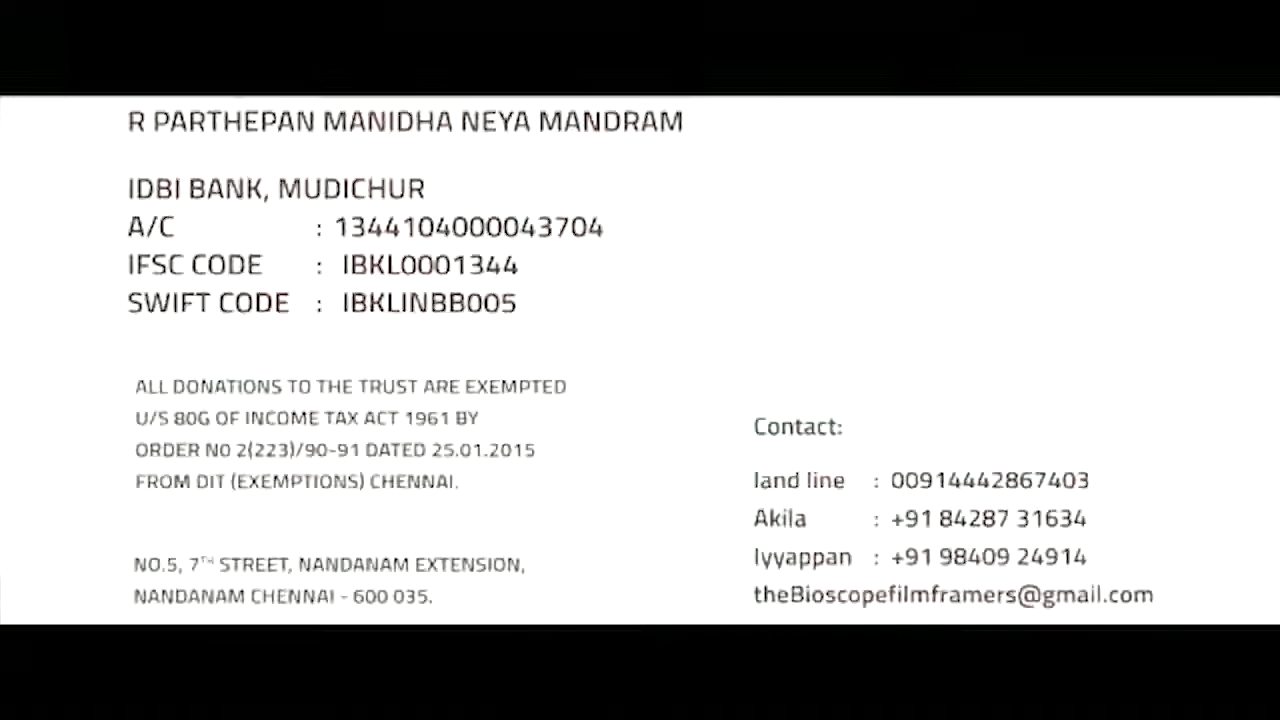 R PARTHEPAN MANIDHA NEYA MANDRAM
IDBI BANK, MUDICHUR
A/C : 1344104000043704
IFSC CODE : IBKL0001344
SWIFT CODE : IBKLINBB005
ALL DONATIONS TO THE TRUST ARE EXEMPTED
U/S 80G OF INCOME TAX ACT 1961 BY
ORDER NO 2(223)/90-91 DATED 25.01.2015
FROM DIT (EXEMPTIONS) CHENNAI.
NO.5, 7TH STREET, NANDANAM EXTENSION,
NANDANAM CHENNAI - 600 035.
Contact:
land line : 00914442867403
Akila : +91 84287 31634
Iyyappan : +91 98409 24914
theBioscopefilmframers@gmail.com